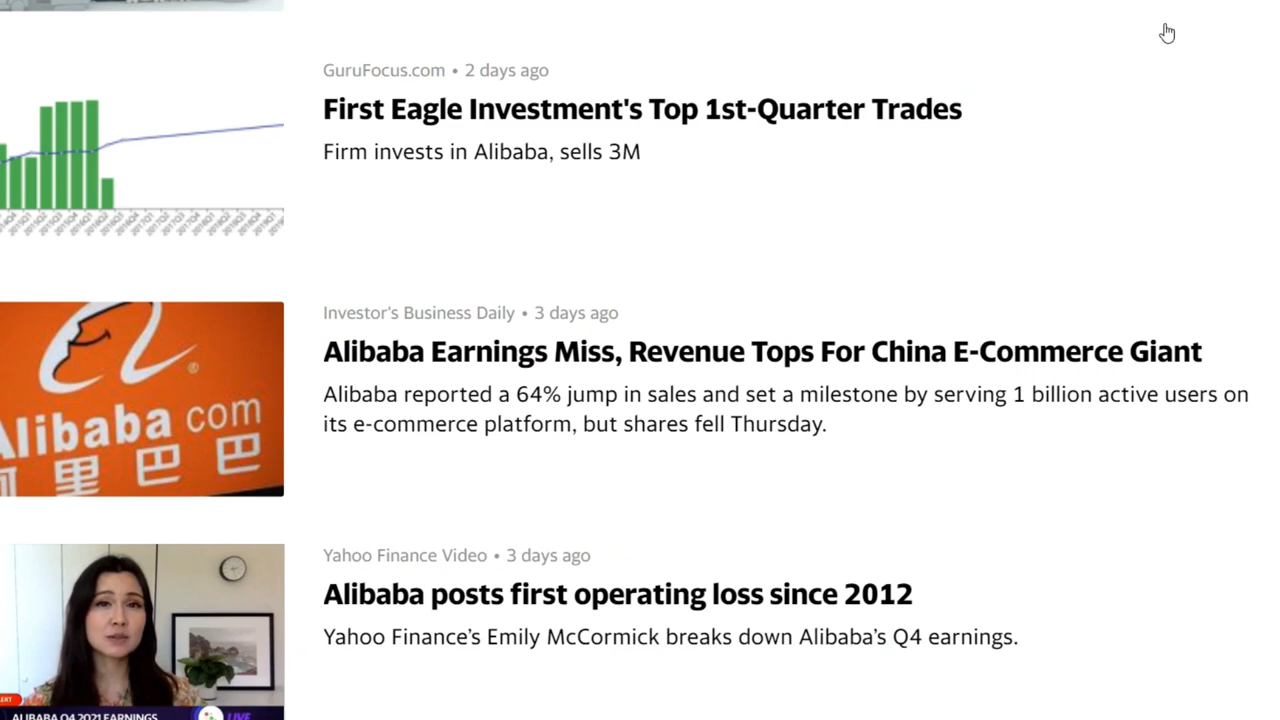 GuruFocus.com • 2 days ago
First Eagle Investment's Top 1st-Quarter Trades
Firm invests in Alibaba, sells 3M
Investor's Business Daily • 3 days ago
Alibaba Earnings Miss, Revenue Tops For China E-Commerce Giant
Alibaba reported a 64% jump in sales and set a milestone by serving 1 billion active users on
its e-commerce platform, but shares fell Thursday.
Alibaba com
里巴巴
Yahoo Finance Video • 3 days ago
Alibaba posts first operating loss since 2012
Yahoo Finance’s Emily McCormick breaks down Alibaba’s Q4 earnings.
ALIBABA Q4 2021 EARNINGS
LIVE